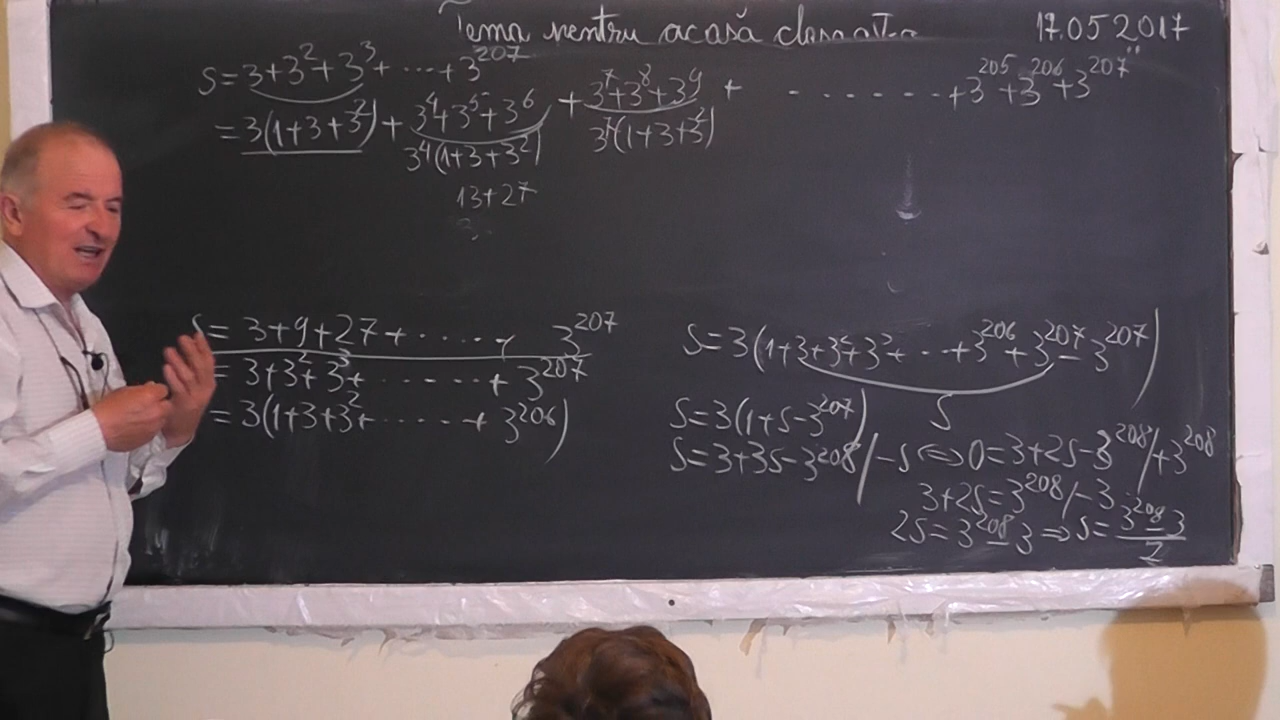 Tema pentru acasă clasa a V-a 17.05 2017
S=3+3²+3³+ ··· +3²⁰⁷
=3(1+3+3²)+3⁴+3⁵+3⁶+3⁷+3⁸+3⁹+ ······· +3²⁰⁵+3²⁰⁶+3²⁰⁷"
3⁴(1+3+3²) 3⁷(1+3+3²)
13+27
S=3+9+27+ ····· + 3²⁰⁷
=3+3²+3³+ ······ +3²⁰⁷
=3(1+3+3²+ ······ +3²⁰⁶)
S=3(1+3+3²+3³+ ··· +3²⁰⁶+3²⁰⁷-3²⁰⁷)
S
S=3(1+S-3²⁰⁷)
S=3+3S-3²⁰⁸/-S⇔0=3+2S-3²⁰⁸/+3²⁰⁸
3+2S=3²⁰⁸/-3
2S=3²⁰⁸-3⇒S=(3²⁰⁸-3)/2